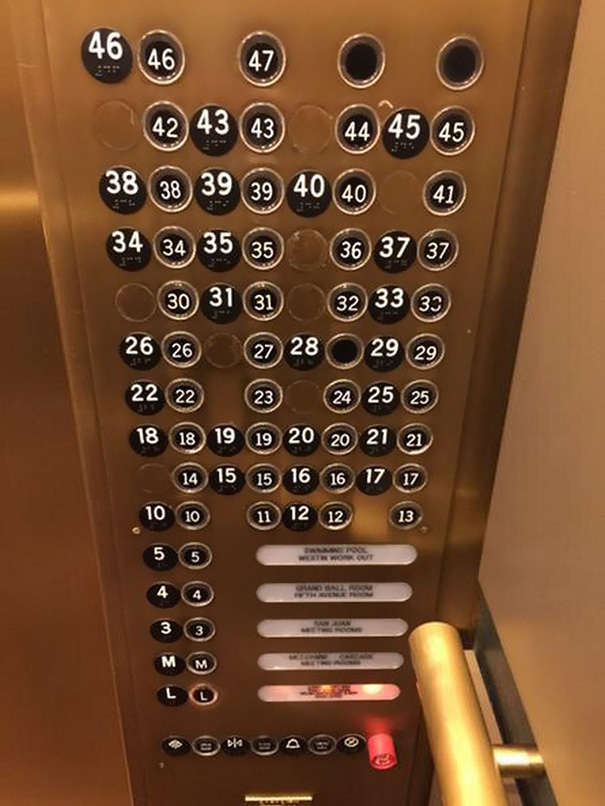 46 46 47
42 43 43 44 45 45
38 38 39 39 40 40 41
34 34 35 35 36 37 37
30 31 31 32 33 33
26 26 27 28 29 29
22 22 23 24 25 25
18 18 19 19 20 20 21 21
14 15 15 16 16 17 17
10 10 11 12 12 13
5 5 SWIMMING POOL
WESTIN WORK OUT
4 4 GRAND BALL ROOM
FIFTH AVENUE ROOM
3 3 SAN JUAN
MEETING ROOMS
M M CASCADE
MEETING ROOMS
L L